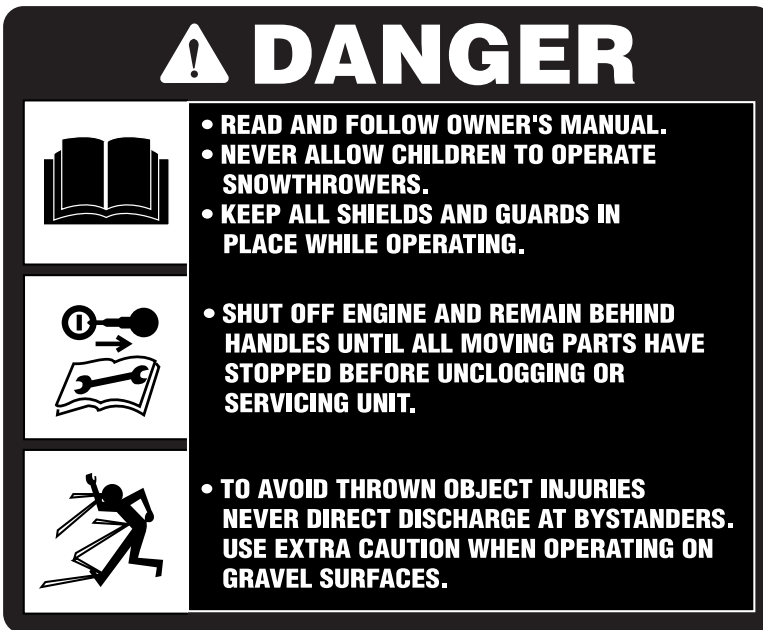 DANGER
• READ AND FOLLOW OWNER'S MANUAL.
• NEVER ALLOW CHILDREN TO OPERATE
SNOWTHROWERS.
• KEEP ALL SHIELDS AND GUARDS IN
PLACE WHILE OPERATING.
• SHUT OFF ENGINE AND REMAIN BEHIND
HANDLES UNTIL ALL MOVING PARTS HAVE
STOPPED BEFORE UNCLOGGING OR
SERVICING UNIT.
• TO AVOID THROWN OBJECT INJURIES
NEVER DIRECT DISCHARGE AT BYSTANDERS.
USE EXTRA CAUTION WHEN OPERATING ON
GRAVEL SURFACES.